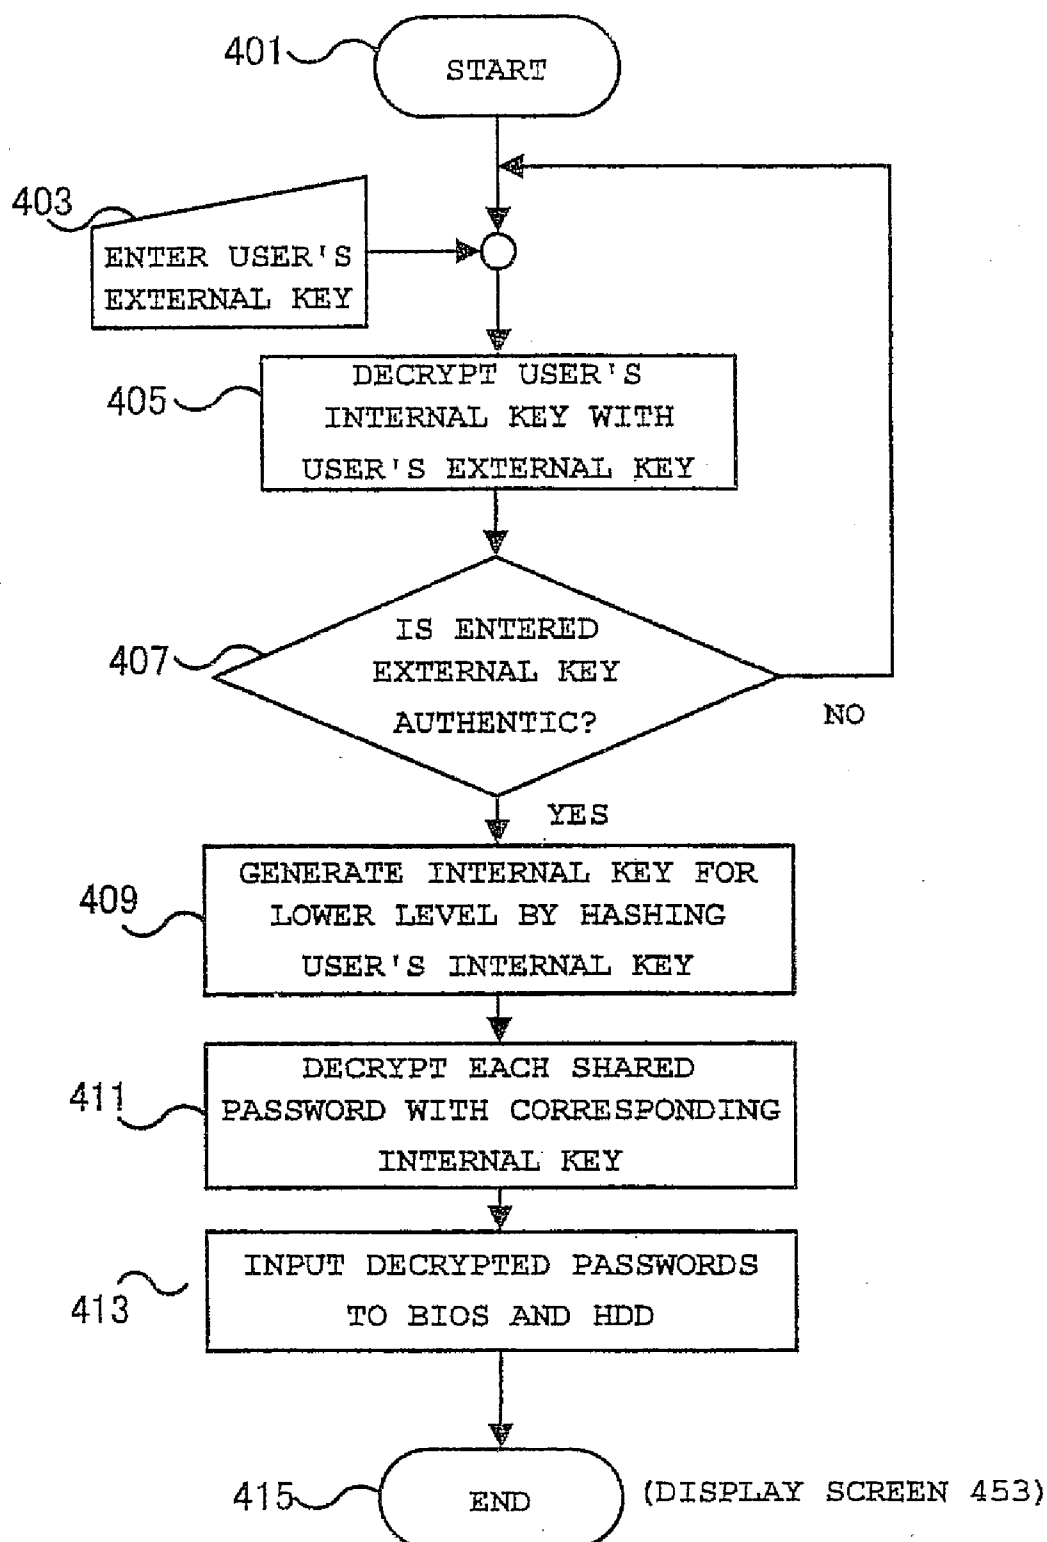 401
START
403
ENTER USER'S
EXTERNAL KEY
405
DECRYPT USER'S
INTERNAL KEY WITH
USER'S EXTERNAL KEY
407
IS ENTERED
EXTERNAL KEY
AUTHENTIC?
NO
YES
409
GENERATE INTERNAL KEY FOR
LOWER LEVEL BY HASHING
USER'S INTERNAL KEY
411
DECRYPT EACH SHARED
PASSWORD WITH CORRESPONDING
INTERNAL KEY
413
INPUT DECRYPTED PASSWORDS
TO BIOS AND HDD
415
END
(DISPLAY SCREEN 453)